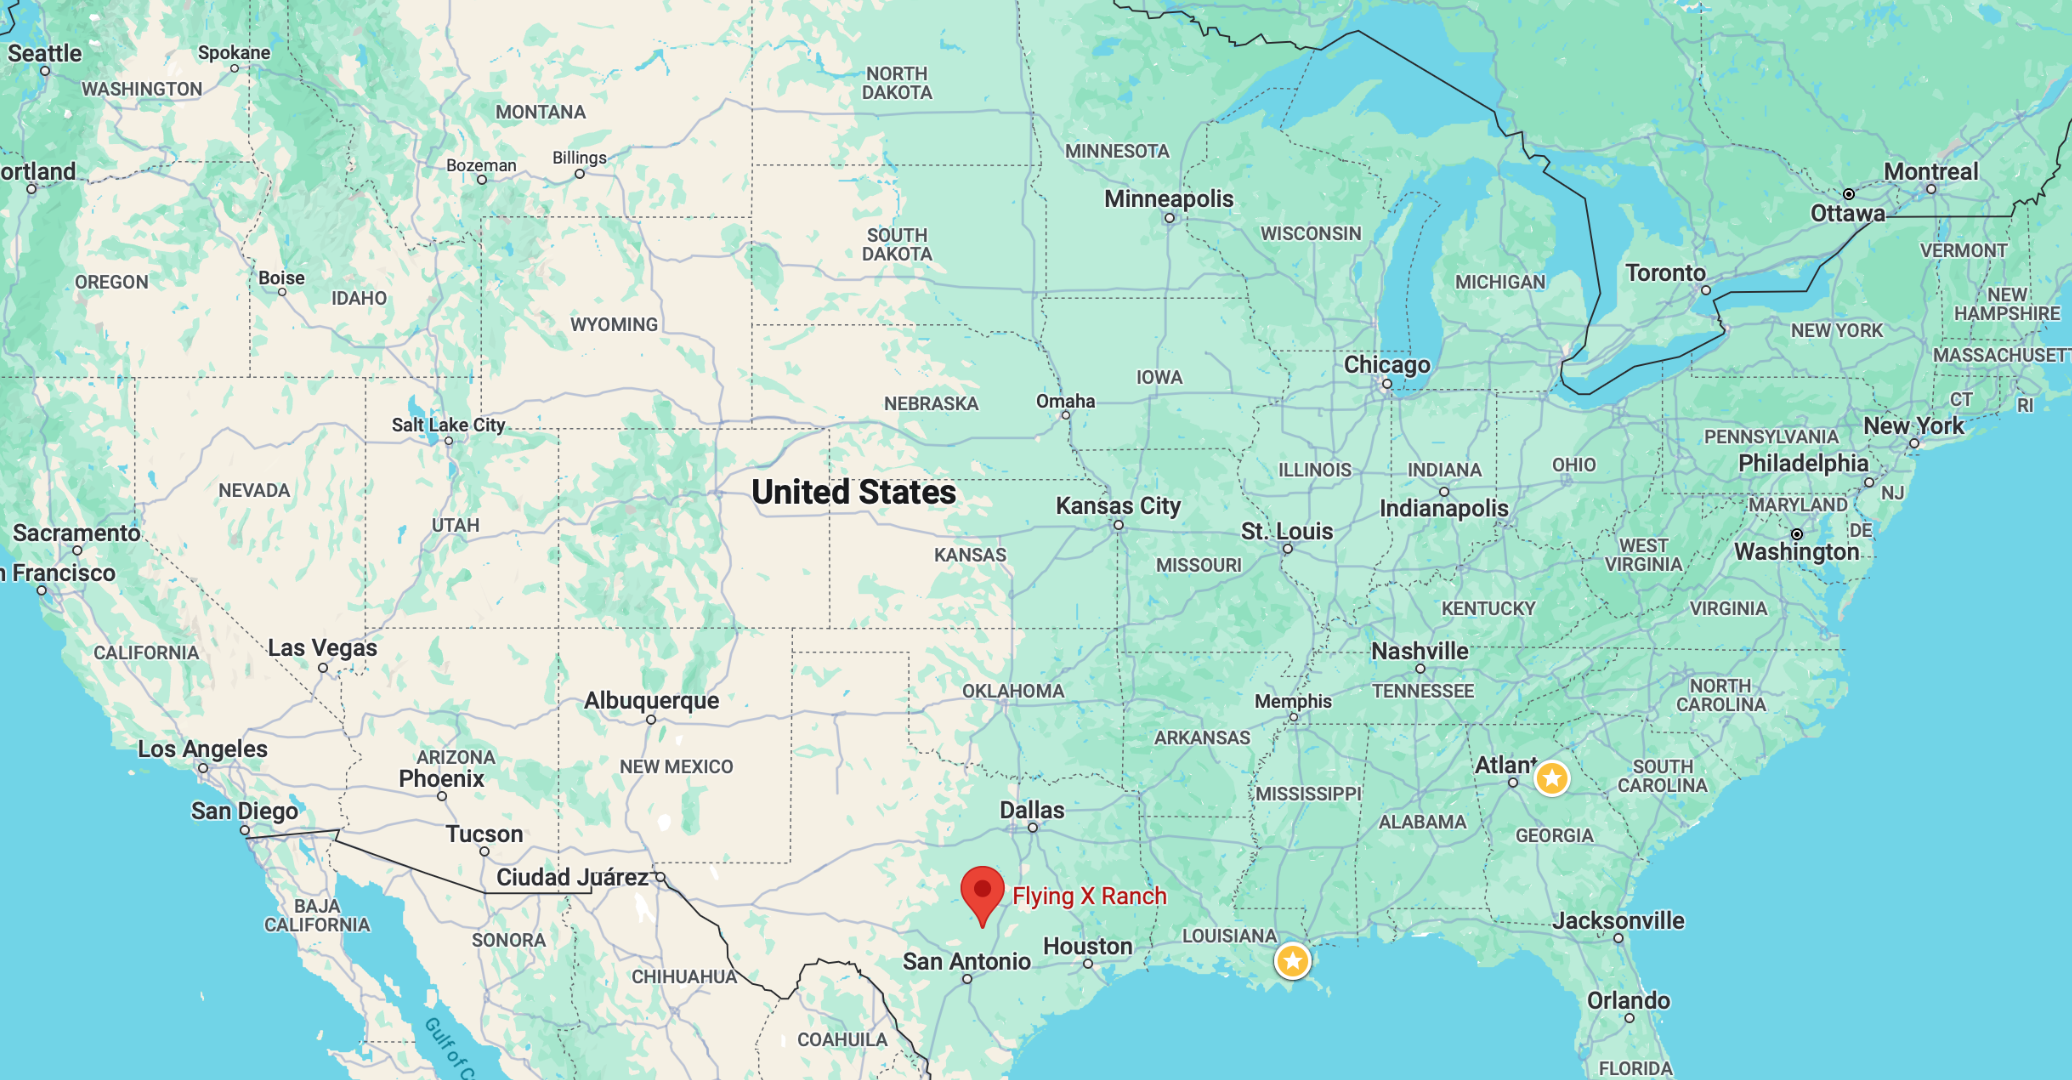 Seattle
Spokane
WASHINGTON
NORTH
DAKOTA
MONTANA
MINNESOTA
Bozeman
Billings
ortland
Montreal
Minneapolis
Ottawa
WISCONSIN
SOUTH
DAKOTA
VERMONT
Toronto
OREGON
Boise
IDAHO
MICHIGAN
NEW
HAMPSHIRE
WYOMING
NEW YORK
MASSACHUSET
Chicago
IOWA
NEBRASKA
Omaha
CT
RI
Salt Lake City
New York
PENNSYLVANIA
Philadelphia
ILLINOIS
INDIANA
OHIO
NEVADA
United States
NJ
Kansas City
Indianapolis
MARYLAND
UTAH
Sacramento
St. Louis
DE
Washington
KANSAS
MISSOURI
WEST
VIRGINIA
n Francisco
KENTUCKY
VIRGINIA
CALIFORNIA
Las Vegas
Nashville
OKLAHOMA
TENNESSEE
NORTH
CAROLINA
Albuquerque
Memphis
Los Angeles
ARIZONA
Phoenix
NEW MEXICO
ARKANSAS
Atlant
SOUTH
CAROLINA
San Diego
Dallas
MISSISSIPPI
ALABAMA
GEORGIA
Tucson
Ciudad Juárez
Flying X Ranch
BAJA
CALIFORNIA
SONORA
Jacksonville
LOUISIANA
Houston
San Antonio
CHIHUAHUA
Orlando
Gulf of C
COAHUILA
FLORIDA